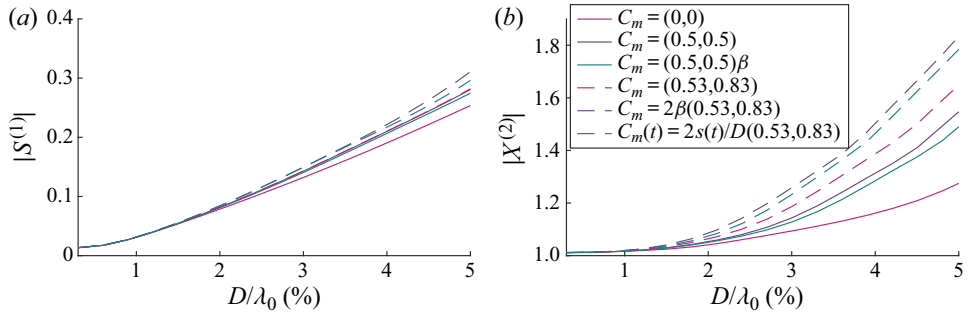 (a)
0.4
0.3
0.2
0.1
0
|S^{(1)}|
1 2 3 4 5
D/λ_0 (%)
(b)
1.8
1.6
1.4
1.2
1.0
|X^{(2)}|
C_m = (0,0)
C_m = (0.5,0.5)
C_m = (0.5,0.5)β
C_m = (0.53,0.83)
C_m = 2β(0.53,0.83)
C_m(t) = 2s(t)/D(0.53,0.83)
1 2 3 4 5
D/λ_0 (%)